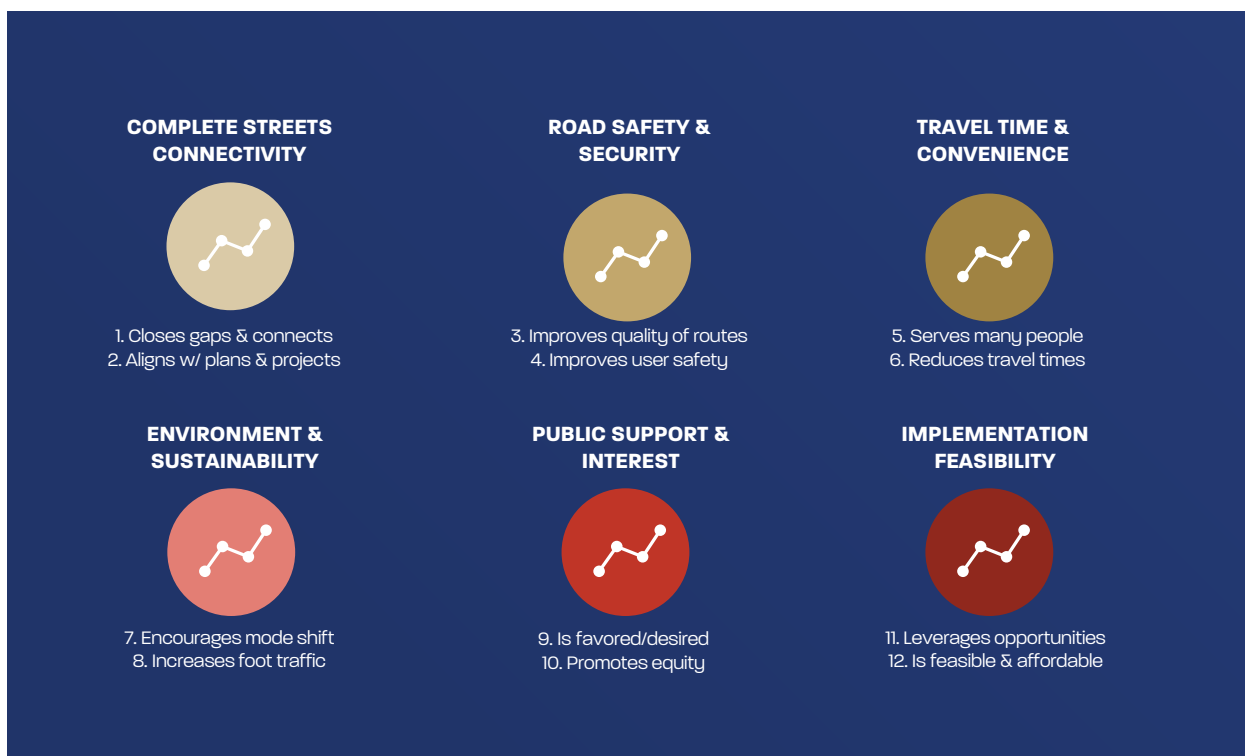 COMPLETE STREETS
CONNECTIVITY
1. Closes gaps & connects
2. Aligns w/ plans & projects
ROAD SAFETY &
SECURITY
3. Improves quality of routes
4. Improves user safety
TRAVEL TIME &
CONVENIENCE
5. Serves many people
6. Reduces travel times
ENVIRONMENT &
SUSTAINABILITY
7. Encourages mode shift
8. Increases foot traffic
PUBLIC SUPPORT &
INTEREST
9. Is favored/desired
10. Promotes equity
IMPLEMENTATION
FEASIBILITY
11. Leverages opportunities
12. Is feasible & affordable